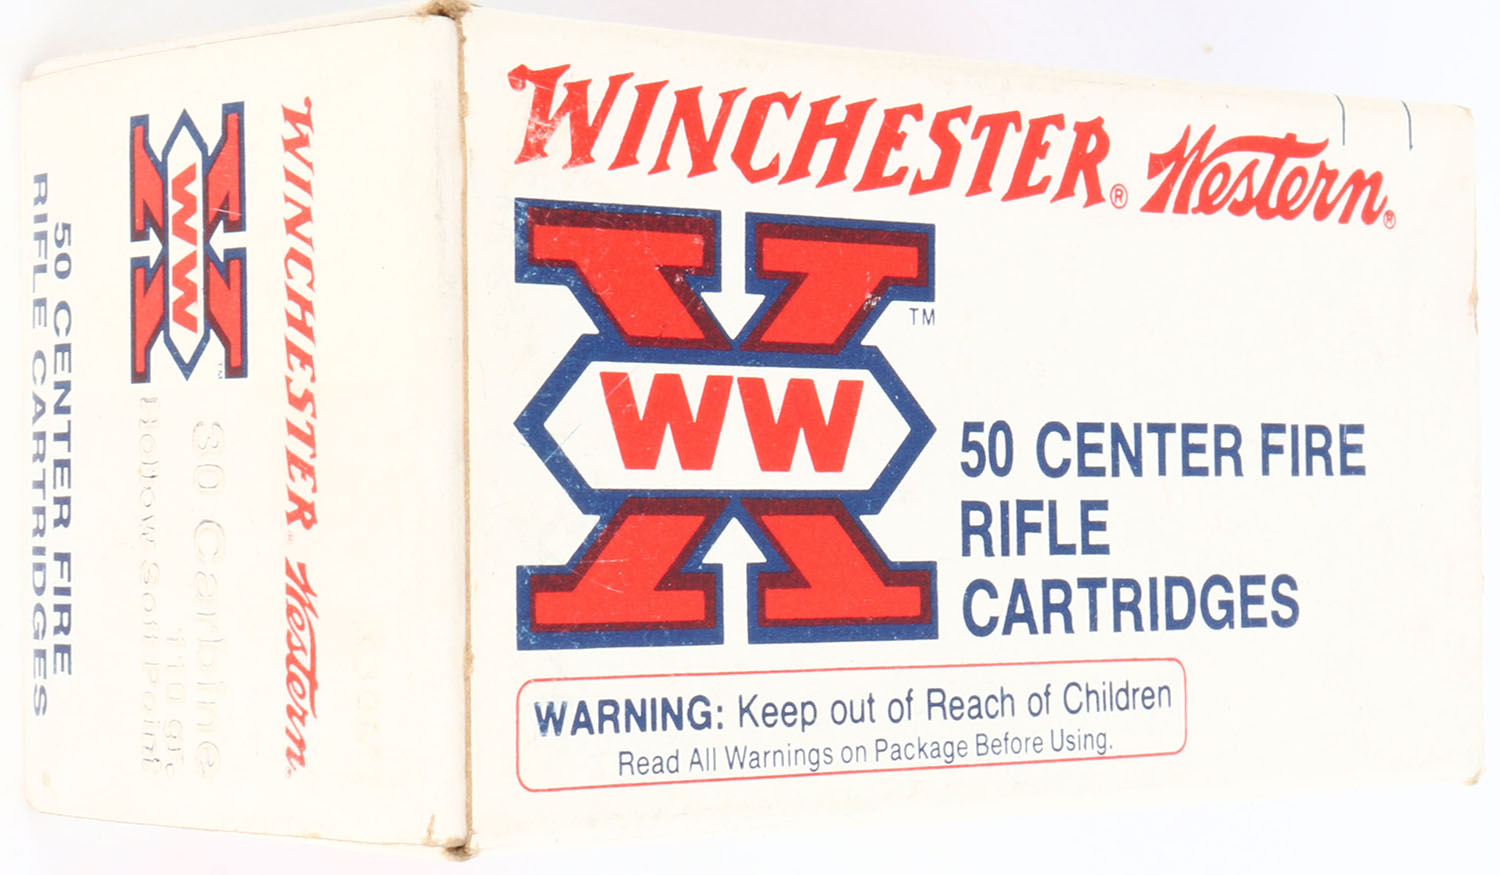 WINCHESTER® Western®
WW
TM
50 CENTER FIRE
RIFLE
CARTRIDGES
WARNING: Keep out of Reach of Children
Read All Warnings on Package Before Using.
WINCHESTER® Western®
WW
TM
30 Carbine
110 gr.
Hollow Soft Point
50 CENTER FIRE
RIFLE CARTRIDGES